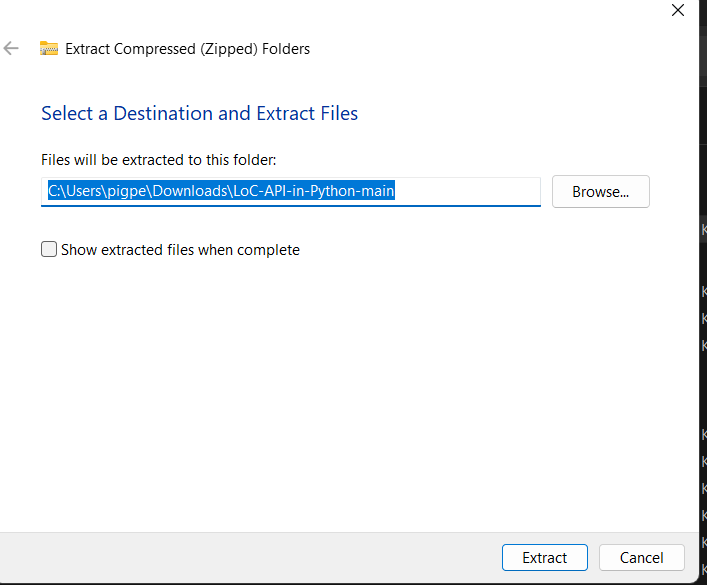 Extract Compressed (Zipped) Folders
Select a Destination and Extract Files
Files will be extracted to this folder:
C:\Users\pigpe\Downloads\LoC-API-in-Python-main
Browse...
Show extracted files when complete
Extract
Cancel